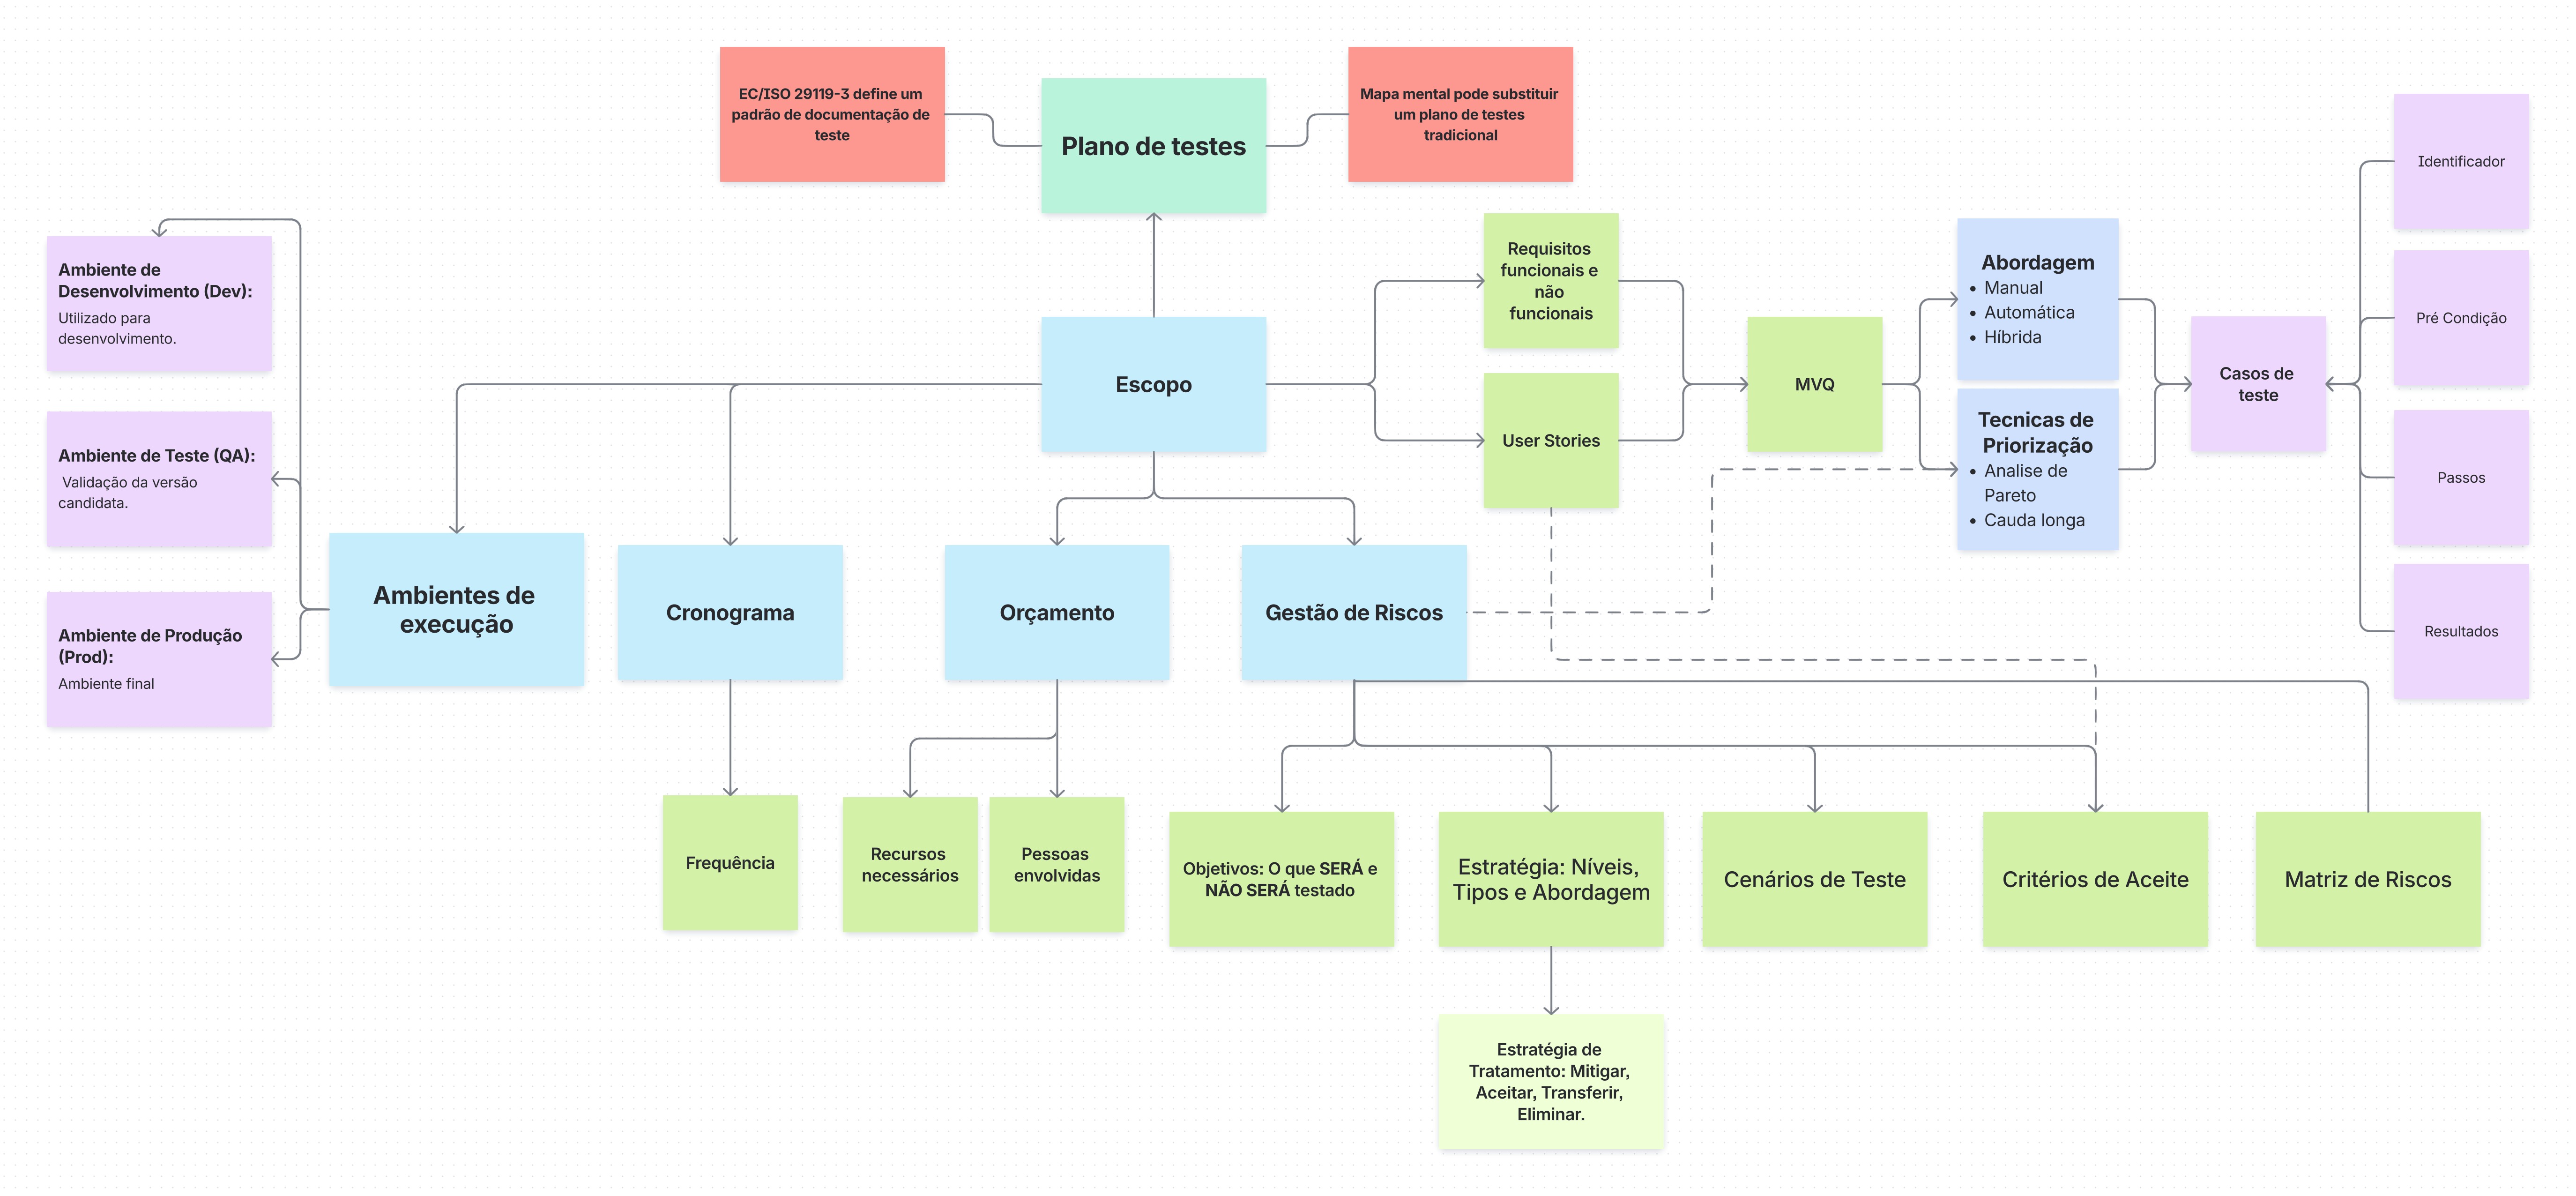 EC/ISO 29119-3 define um
padrão de documentação de
teste
Plano de testes
Mapa mental pode substituir
um plano de testes
tradicional
Identificador
Pré Condição
Passos
Resultados
Ambiente de
Desenvolvimento (Dev):
Utilizado para
desenvolvimento.
Ambiente de Teste (QA):
Validação da versão
candidata.
Ambiente de Produção
(Prod):
Ambiente final
Escopo
Requisitos
funcionais e
não
funcionais
User Stories
MVQ
Abordagem
• Manual
• Automática
• Híbrida
Tecnicas de
Priorização
• Analise de
Pareto
• Cauda longa
Casos de
teste
Ambientes de
execução
Cronograma
Orçamento
Gestão de Riscos
Frequência
Recursos
necessários
Pessoas
envolvidas
Objetivos: O que SERÁ e
NÃO SERÁ testado
Estratégia: Níveis,
Tipos e Abordagem
Cenários de Teste
Critérios de Aceite
Matriz de Riscos
Estratégia de
Tratamento: Mitigar,
Aceitar, Transferir,
Eliminar.